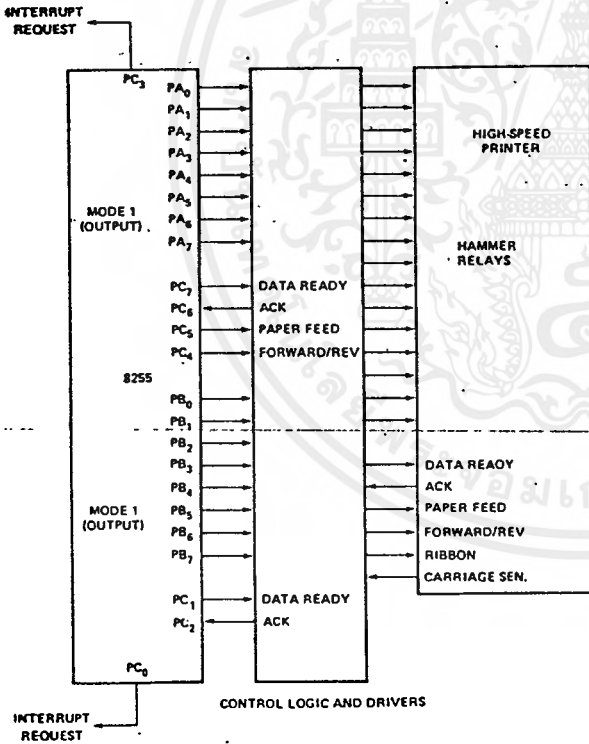 INTERRUPT
REQUEST
PC3
PA0
PA1
PA2
PA3
PA4
PA5
PA6
PA7
MODE 1
(OUTPUT)
PC7
PC6
PC5
PC4
8255
PB0
PB1
PB2
PB3
PB4
PB5
PB6
PB7
MODE 1
(OUTPUT)
PC1
PC2
PC0
INTERRUPT
REQUEST
DATA READY
ACK
PAPER FEED
FORWARD/REV
DATA READY
ACK
CONTROL LOGIC AND DRIVERS
HIGH-SPEED
PRINTER
HAMMER
RELAYS
DATA READY
ACK
PAPER FEED
FORWARD/REV
RIBBON
CARRIAGE SEN.